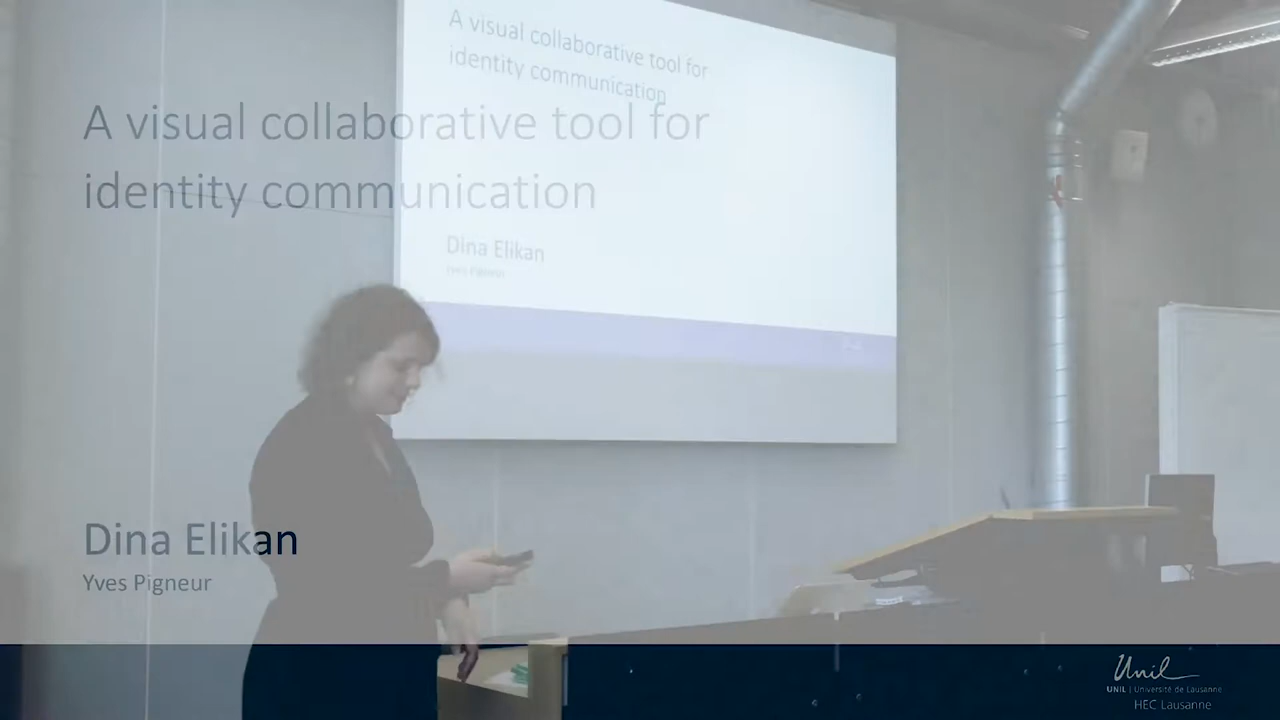 A visual collaborative tool for
identity communication
A visual collaborative tool for
identity communication
Dina Elikan
Dina Elikan
Yves Pigneur
Unil
UNIL | Université de Lausanne
HEC Lausanne